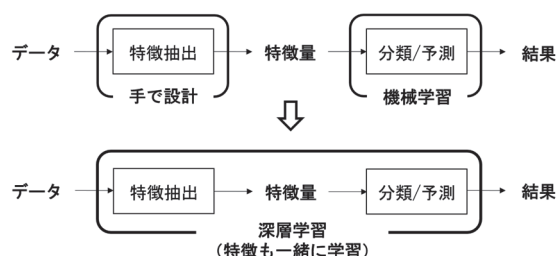 データ 特徴抽出 特徴量 分類/予測 結果
手で設計 機械学習
データ 特徴抽出 特徴量 分類/予測 結果
深層学習
(特徴も一緒に学習)